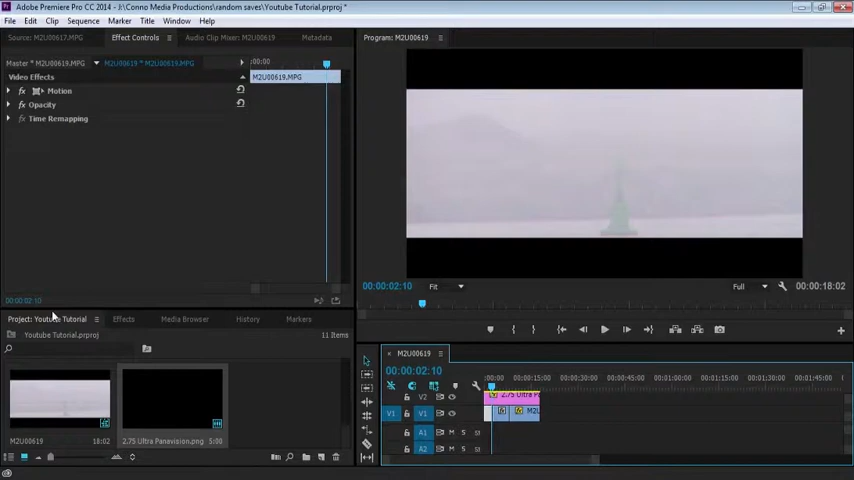 Adobe Premiere Pro CC 2014 - J:\Conno Media Productions\random saves\Youtube Tutorial.prproj *
File Edit Clip Sequence Marker Title Window Help
Source: M2U00617.MPG Effect Controls Audio Clip Mixer: M2U00619 Metadata Program: M2U00619
Master * M2U00619.MPG M2U00619 * M2U00619.MPG :00:00
Video Effects M2U00619.MPG
fx Motion
fx Opacity
fx Time Remapping
00:00:02:10 Fit Full 00:00:18:02
00:00:02:10
Project: Youtube Tutorial Effects Media Browser History Markers
Youtube Tutorial.prproj 11 Items
M2U00619 18:02 2.75 Ultra Panavision.png 5:00
M2U00619
00:00:02:10
:00:00 00:00:15:00 00:00:30:00 00:00:45:00 00:01:00:00 00:01:15:00 00:01:30:00 00:01:45:00
V2 fx 2.75 Ultra P
V1 V1 fx fx M2U
A1 M S
A2 M S